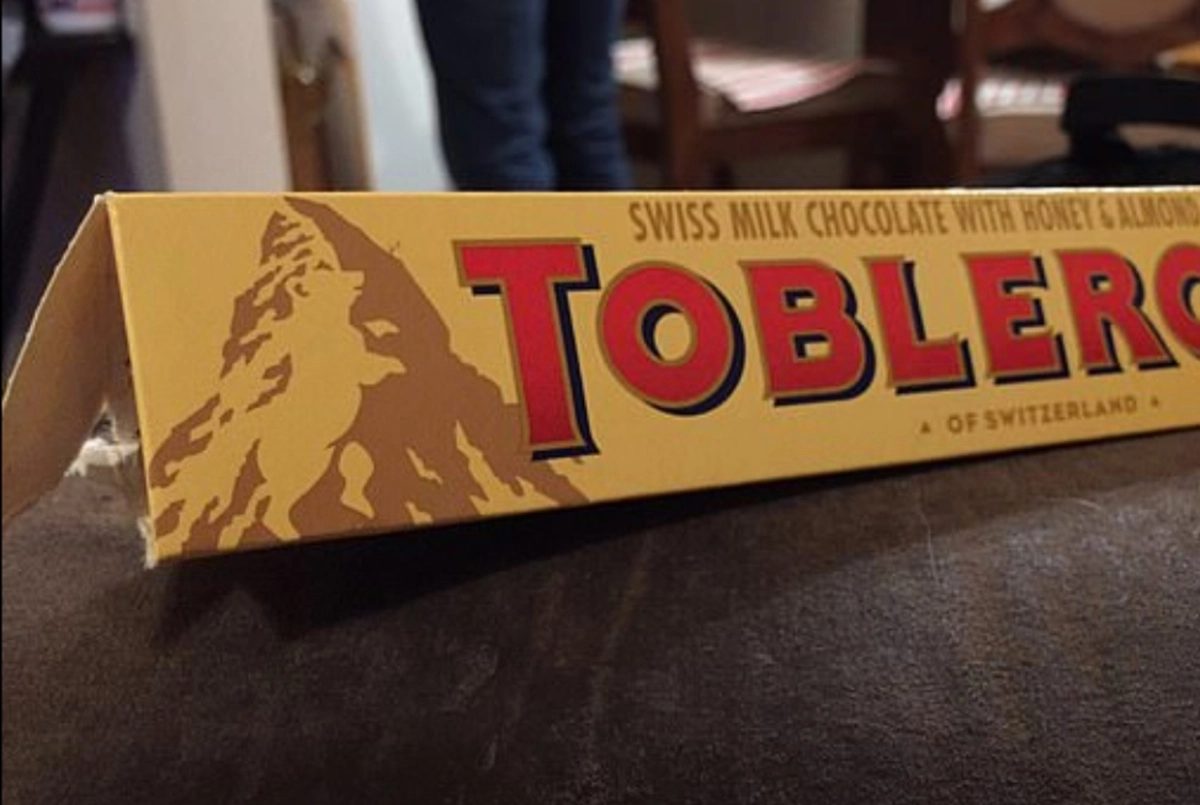 SWISS MILK CHOCOLATE WITH HONEY & ALMOND
TOBLERO
OF SWITZERLAND